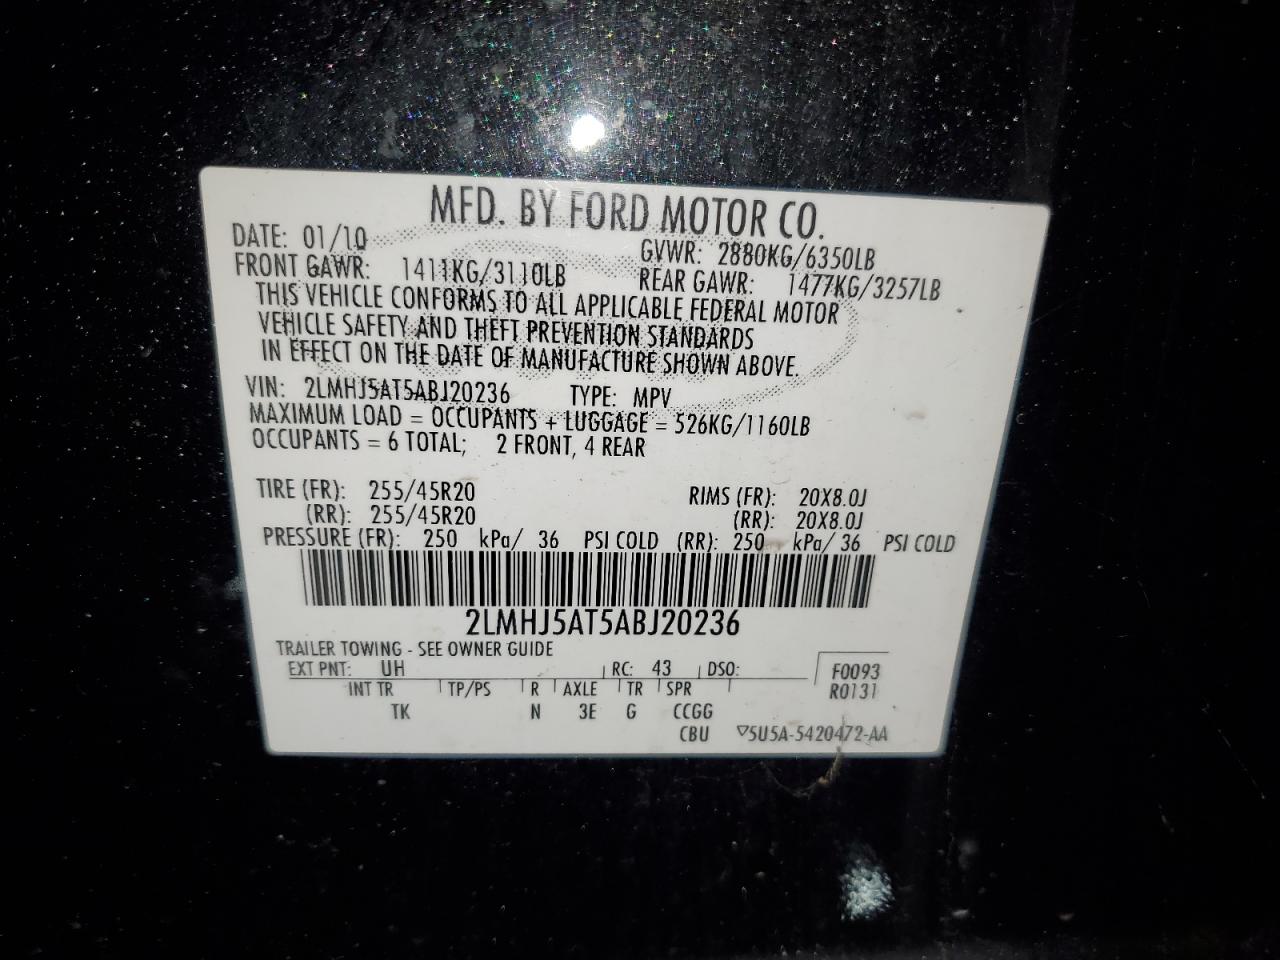 MFD. BY FORD MOTOR CO.
DATE: 01/10 GVWR: 2880KG/6350LB
FRONT GAWR: 1411KG/3110LB REAR GAWR: 1477KG/3257LB
THIS VEHICLE CONFORMS TO ALL APPLICABLE FEDERAL MOTOR
VEHICLE SAFETY AND THEFT PREVENTION STANDARDS
IN EFFECT ON THE DATE OF MANUFACTURE SHOWN ABOVE.
VIN: 2LMHJ5AT5ABJ20236 TYPE: MPV
MAXIMUM LOAD = OCCUPANTS + LUGGAGE = 526KG/1160LB
OCCUPANTS = 6 TOTAL; 2 FRONT, 4 REAR
TIRE (FR): 255/45R20 RIMS (FR): 20X8.0J
(RR): 255/45R20 (RR): 20X8.0J
PRESSURE (FR): 250 kPa/ 36 PSI COLD (RR): 250 kPa/ 36 PSI COLD
2LMHJ5AT5ABJ20236
TRAILER TOWING - SEE OWNER GUIDE
EXT PNT: UH RC: 43 DSO: F0093
INT TR TP/PS R AXLE TR SPR R0131
TK N 3E G CCGG
CBU ▽5U5A-5420472-AA